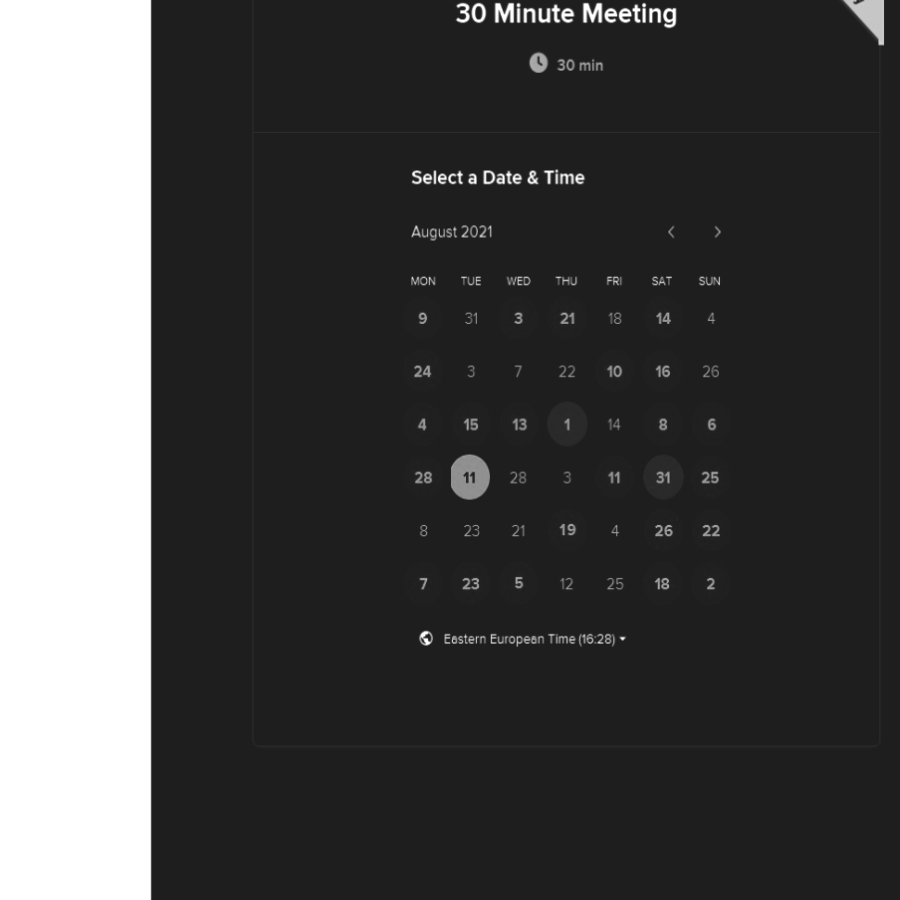 30 Minute Meeting
30 min
Select a Date & Time
August 2021
MON TUE WED THU FRI SAT SUN
9 31 3 21 18 14 4
24 3 7 22 10 16 26
4 15 13 1 14 8 6
28 11 28 3 11 31 25
8 23 21 19 4 26 22
7 23 5 12 25 18 2
Eastern European Time (16:28)